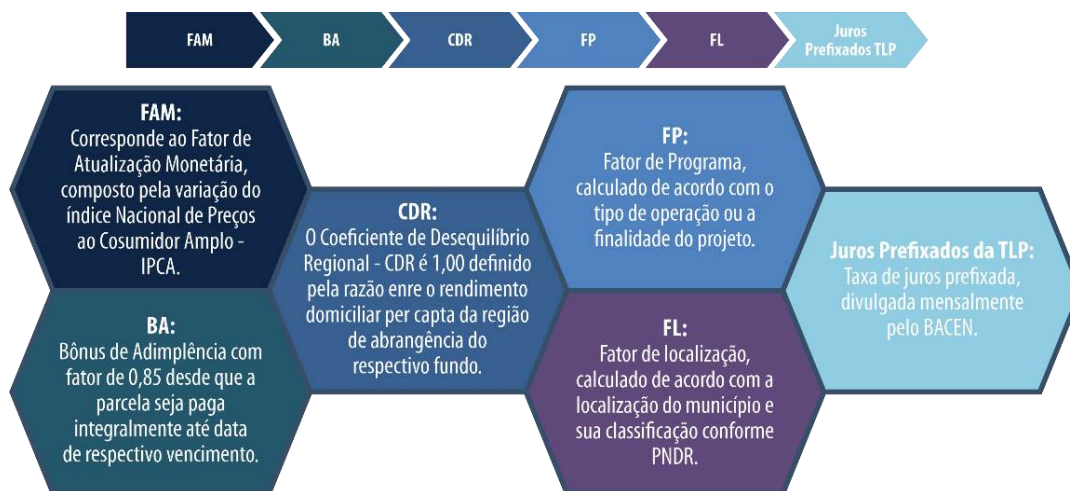 FAM
BA
CDR
FP
FL
Juros
Prefixados TLP
FAM:
Corresponde ao Fator de
Atualização Monetária,
composto pela variação do
índice Nacional de Preços
ao Cosumidor Amplo -
IPCA.
BA:
Bônus de Adimplência com
fator de 0,85 desde que a
parcela seja paga
integralmente até data
de respectivo vencimento.
CDR:
O Coeficiente de Desequilíbrio
Regional - CDR é 1,00 definido
pela razão enre o rendimento
domiciliar per capta da região
de abrangência do
respectivo fundo.
FP:
Fator de Programa,
calculado de acordo com o
tipo de operação ou a
finalidade do projeto.
FL:
Fator de localização,
calculado de acordo com a
localização do município e
sua classificação conforme
PNDR.
Juros Prefixados da TLP:
Taxa de juros prefixada,
divulgada mensalmente
pelo BACEN.